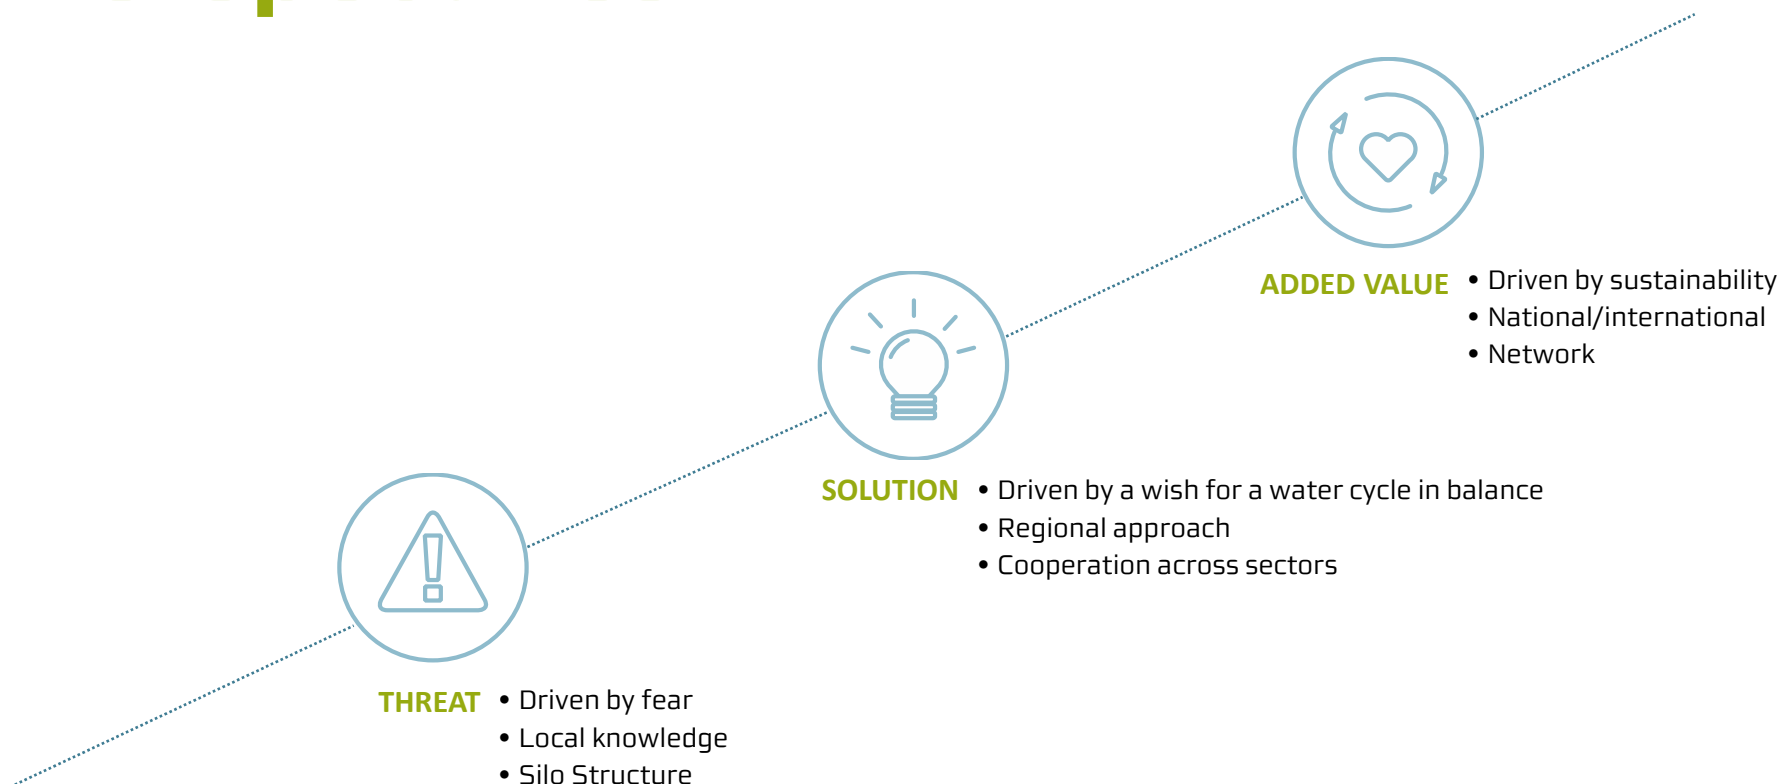 ADDED VALUE
• Driven by sustainability
• National/international
• Network
SOLUTION
• Driven by a wish for a water cycle in balance
• Regional approach
• Cooperation across sectors
THREAT
• Driven by fear
• Local knowledge
• Silo Structure